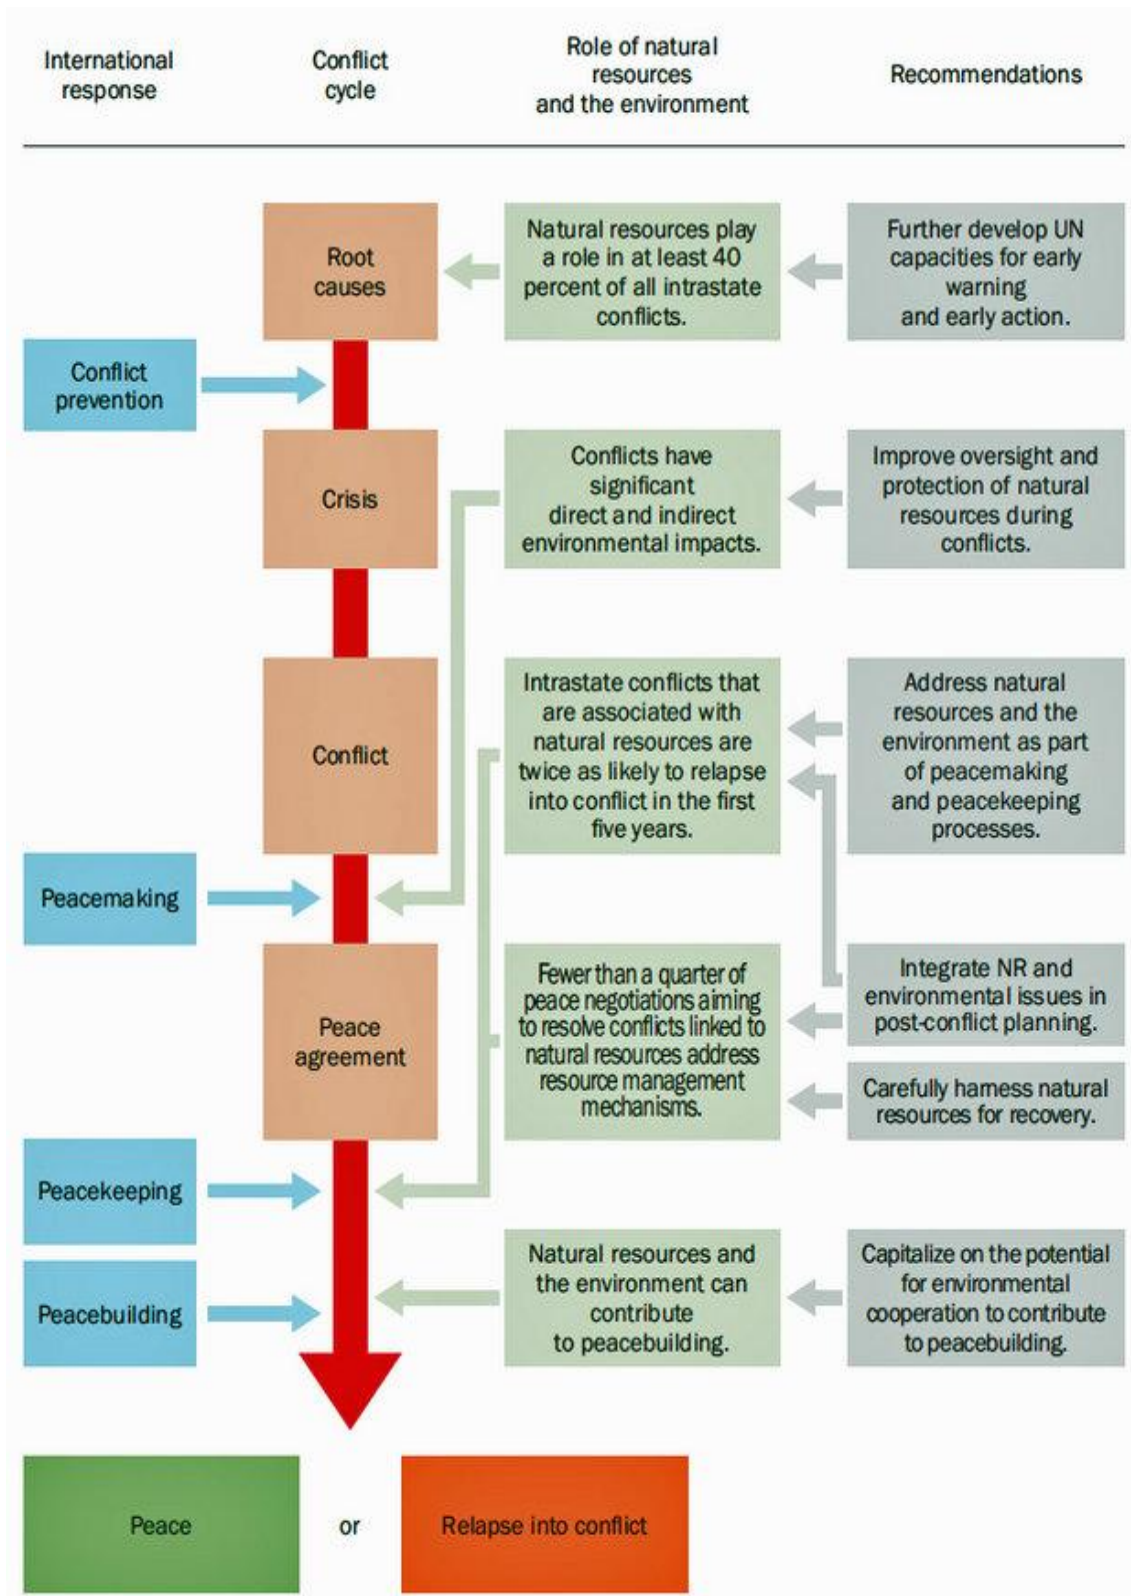 International
response
Conflict
cycle
Role of natural
resources
and the environment
Recommendations
Root
causes
Natural resources play
a role in at least 40
percent of all intrastate
conflicts.
Further develop UN
capacities for early
warning
and early action.
Conflict
prevention
Crisis
Conflicts have
significant
direct and indirect
environmental impacts.
Improve oversight and
protection of natural
resources during
conflicts.
Conflict
Intrastate conflicts that
are associated with
natural resources are
twice as likely to relapse
into conflict in the first
five years.
Address natural
resources and the
environment as part
of peacemaking
and peacekeeping
processes.
Peacemaking
Peace
agreement
Fewer than a quarter of
peace negotiations aiming
to resolve conflicts linked to
natural resources address
resource management
mechanisms.
Integrate NR and
environmental issues in
post-conflict planning.
Carefully harness natural
resources for recovery.
Peacekeeping
Peacebuilding
Natural resources and
the environment can
contribute
to peacebuilding.
Capitalize on the potential
for environmental
cooperation to contribute
to peacebuilding.
Peace
or
Relapse into conflict